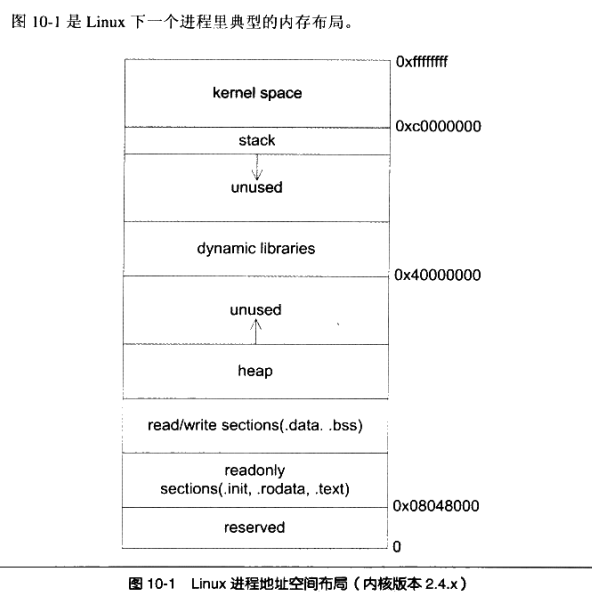 图 10-1 是 Linux 下一个进程里典型的内存布局。
0xffffffff
kernel space
0xc0000000
stack
unused
dynamic libraries
0x40000000
unused
heap
read/write sections(.data. .bss)
readonly
sections(.init, .rodata, .text)
0x08048000
reserved
0
图 10-1 Linux 进程地址空间布局（内核版本 2.4.x）